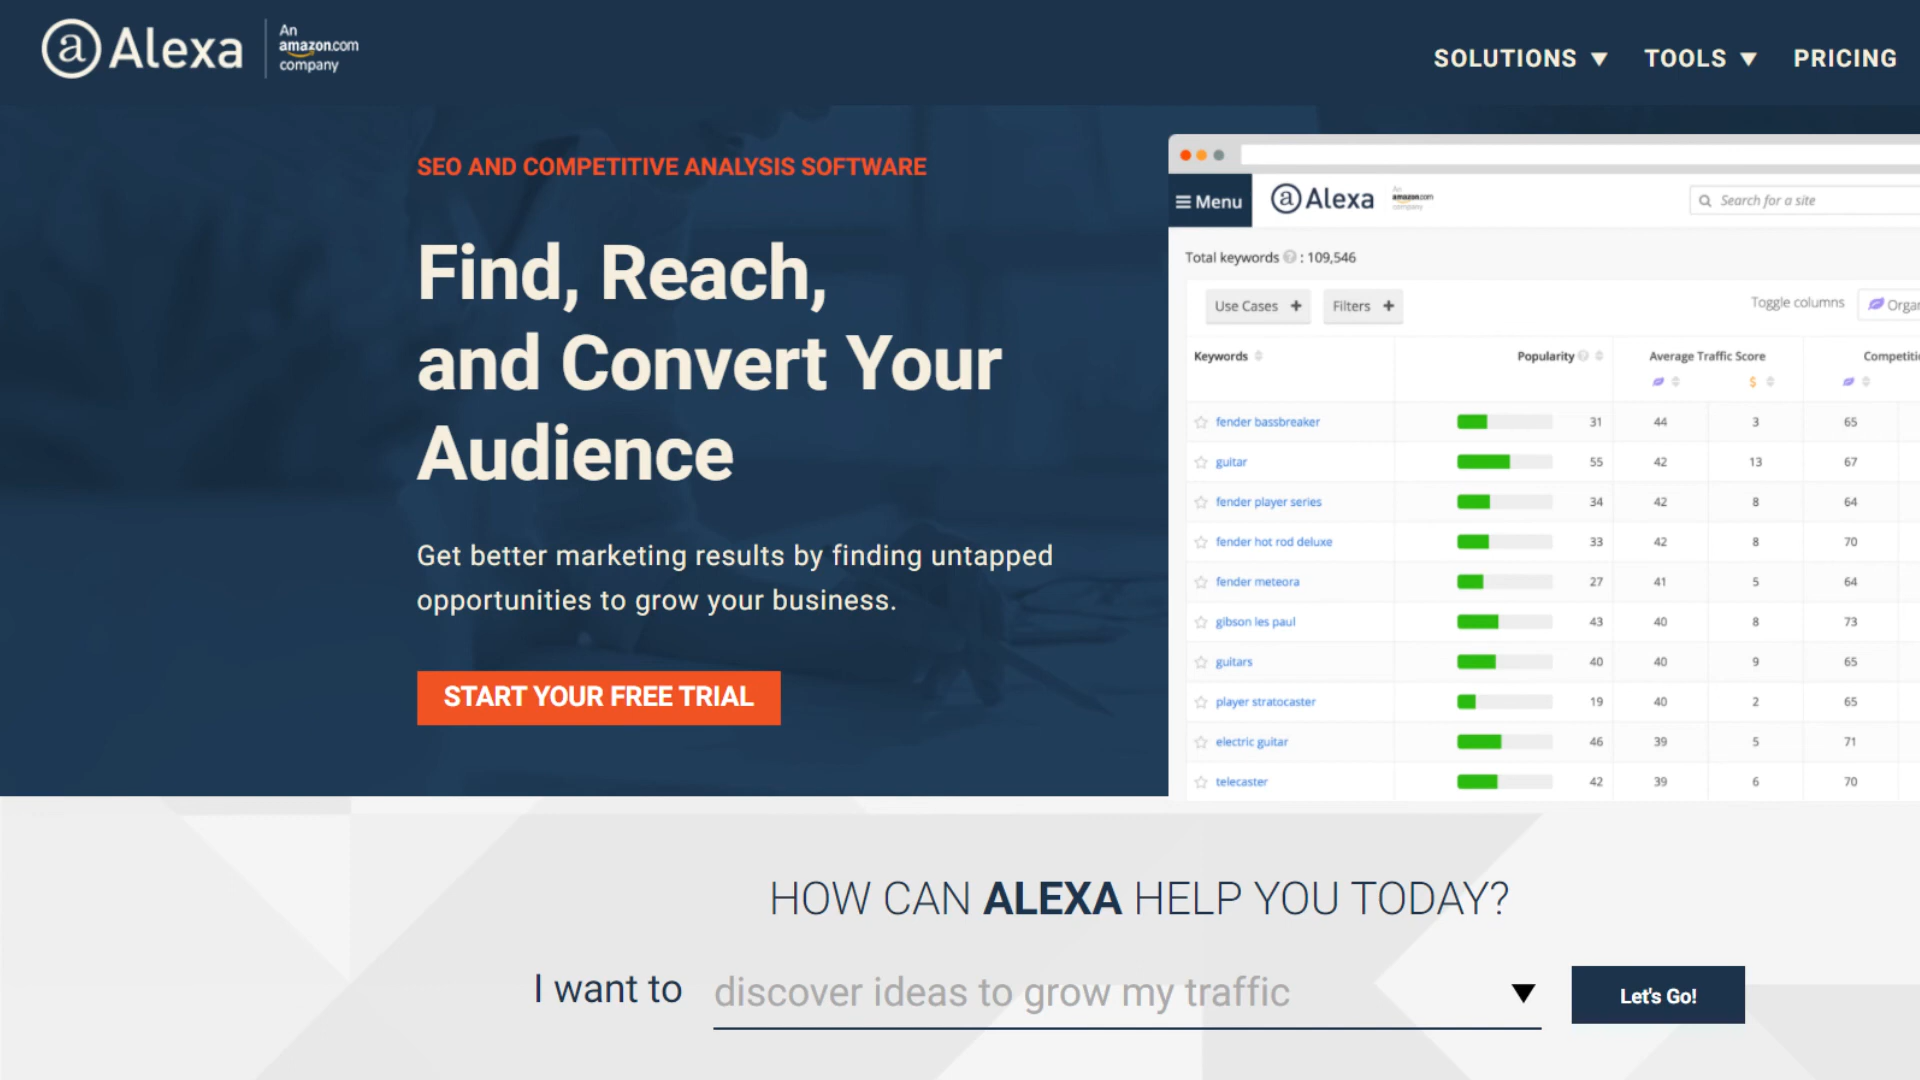 a Alexa
An
amazon.com
company
SOLUTIONS ▼ TOOLS ▼ PRICING
SEO AND COMPETITIVE ANALYSIS SOFTWARE
Find, Reach,
and Convert Your
Audience
Get better marketing results by finding untapped
opportunities to grow your business.
START YOUR FREE TRIAL
Menu
a Alexa
An
amazon.com
company
Search for a site
Total keywords ? : 109,546
Use Cases +
Filters +
Toggle columns
Keywords Popularity ? Average Traffic Score
$
fender bassbreaker 31 44 3 65
guitar 55 42 13 67
fender player series 34 42 8 64
fender hot rod deluxe 33 42 8 70
fender meteora 27 41 5 64
gibson les paul 43 40 8 73
guitars 40 40 9 65
player stratocaster 19 40 2 65
electric guitar 46 39 5 71
telecaster 42 39 6 70
HOW CAN ALEXA HELP YOU TODAY?
I want to discover ideas to grow my traffic ▼
Let's Go!